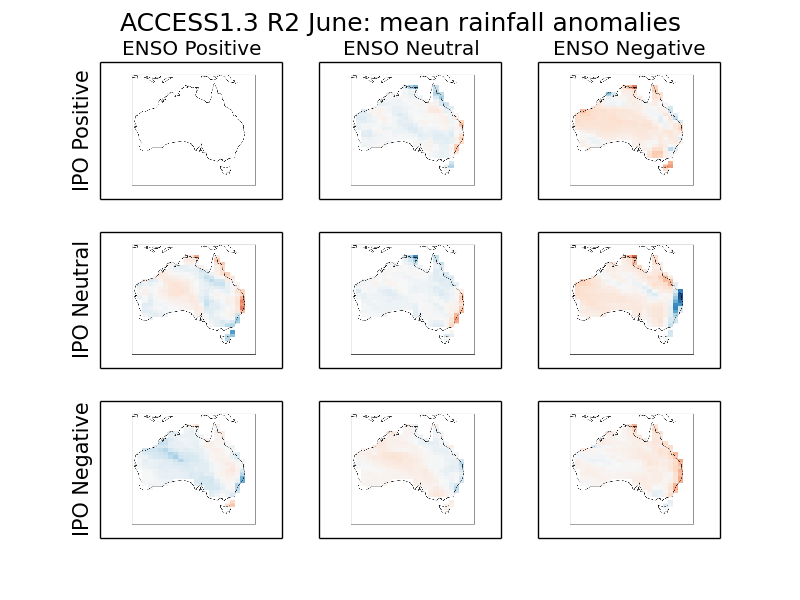 ACCESS1.3 R2 June: mean rainfall anomalies
ENSO Positive
ENSO Neutral
ENSO Negative
IPO Positive
IPO Neutral
IPO Negative